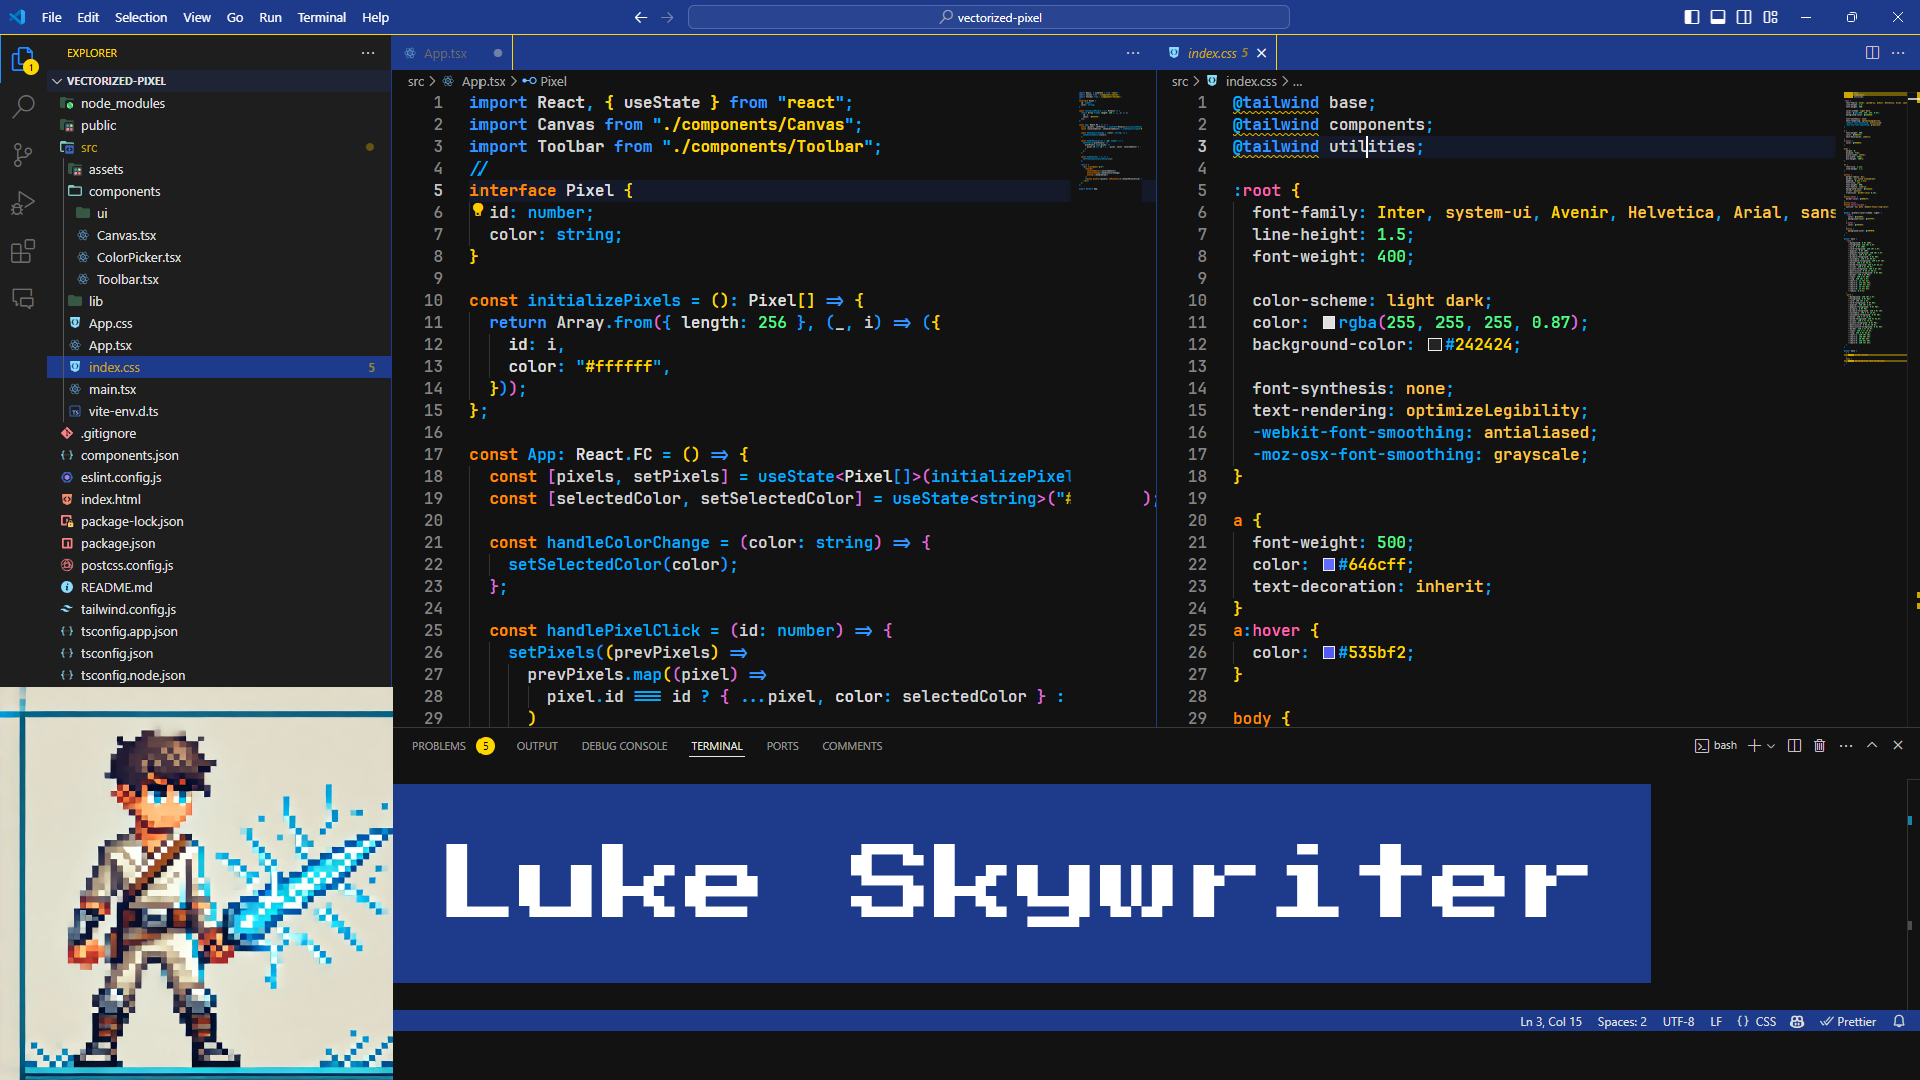 File Edit Selection View Go Run Terminal Help
vectorized-pixel
1
EXPLORER
VECTORIZED-PIXEL
node_modules
public
src
assets
components
ui
Canvas.tsx
ColorPicker.tsx
Toolbar.tsx
lib
App.css
App.tsx
index.css 5
main.tsx
vite-env.d.ts
.gitignore
components.json
eslint.config.js
index.html
package-lock.json
package.json
postcss.config.js
README.md
tailwind.config.js
tsconfig.app.json
tsconfig.json
tsconfig.node.json
App.tsx
src > App.tsx > Pixel
1 import React, { useState } from "react";
2 import Canvas from "./components/Canvas";
3 import Toolbar from "./components/Toolbar";
4 //
5 interface Pixel {
6 id: number;
7 color: string;
8 }
9
10 const initializePixels = (): Pixel[] => {
11 return Array.from({ length: 256 }, (_, i) => ({
12 id: i,
13 color: "#ffffff",
14 }));
15 };
16
17 const App: React.FC = () => {
18 const [pixels, setPixels] = useState<Pixel[]>(initializePixel
19 const [selectedColor, setSelectedColor] = useState<string>("# );
20
21 const handleColorChange = (color: string) => {
22 setSelectedColor(color);
23 };
24
25 const handlePixelClick = (id: number) => {
26 setPixels((prevPixels) =>
27 prevPixels.map((pixel) =>
28 pixel.id === id ? { ...pixel, color: selectedColor } :
29 )
index.css 5
src > index.css > ...
1 @tailwind base;
2 @tailwind components;
3 @tailwind utilities;
4
5 :root {
6 font-family: Inter, system-ui, Avenir, Helvetica, Arial, sans
7 line-height: 1.5;
8 font-weight: 400;
9
10 color-scheme: light dark;
11 color: rgba(255, 255, 255, 0.87);
12 background-color: #242424;
13
14 font-synthesis: none;
15 text-rendering: optimizeLegibility;
16 -webkit-font-smoothing: antialiased;
17 -moz-osx-font-smoothing: grayscale;
18 }
19
20 a {
21 font-weight: 500;
22 color: #646cff;
23 text-decoration: inherit;
24 }
25 a:hover {
26 color: #535bf2;
27 }
28
29 body {
PROBLEMS 5 OUTPUT DEBUG CONSOLE TERMINAL PORTS COMMENTS
bash
Luke Skywriter
Ln 3, Col 15 Spaces: 2 UTF-8 LF {} CSS Prettier